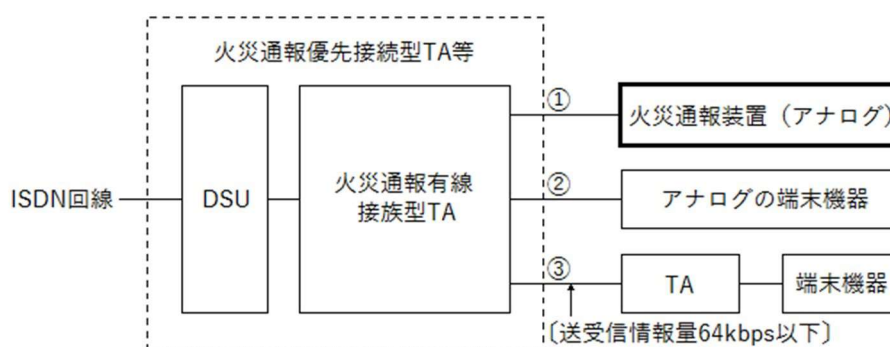 火災通報優先接続型TA等
①
火災通報装置（アナログ）
ISDN回線
DSU
火災通報有線
接族型TA
②
アナログの端末機器
③
TA
端末機器
〔送受信情報量64kbps以下〕